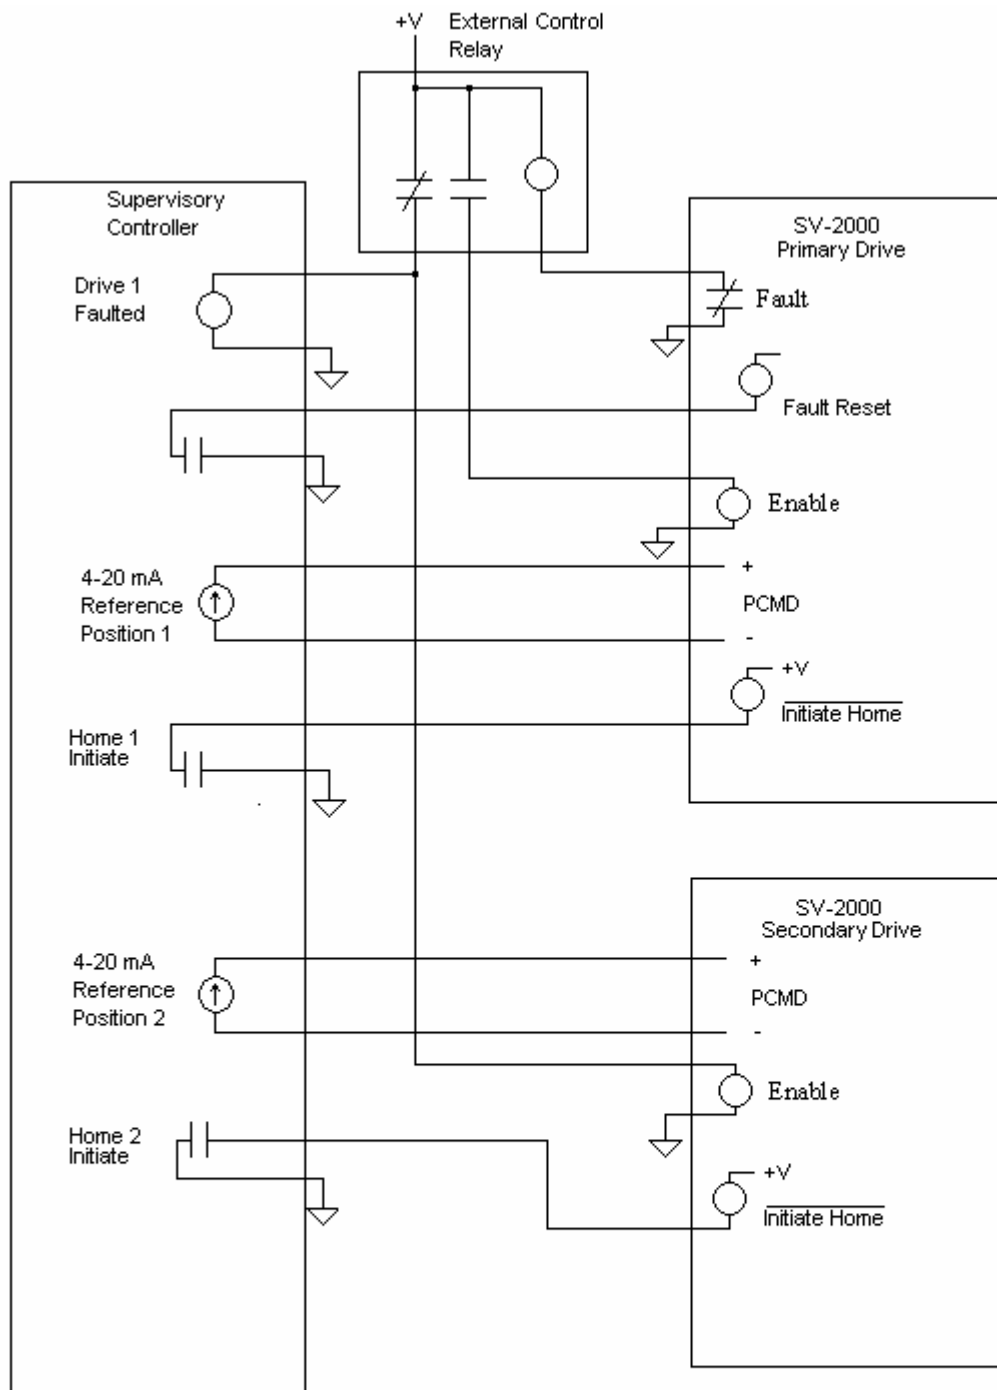 +V External Control
Relay
Supervisory
Controller
SV-2000
Primary Drive
Drive 1
Faulted
Fault
Fault Reset
Enable
4-20 mA
Reference
Position 1
+
PCMD
-
+V
Initiate Home
Home 1
Initiate
SV-2000
Secondary Drive
4-20 mA
Reference
Position 2
+
PCMD
-
Enable
Home 2
Initiate
+V
Initiate Home